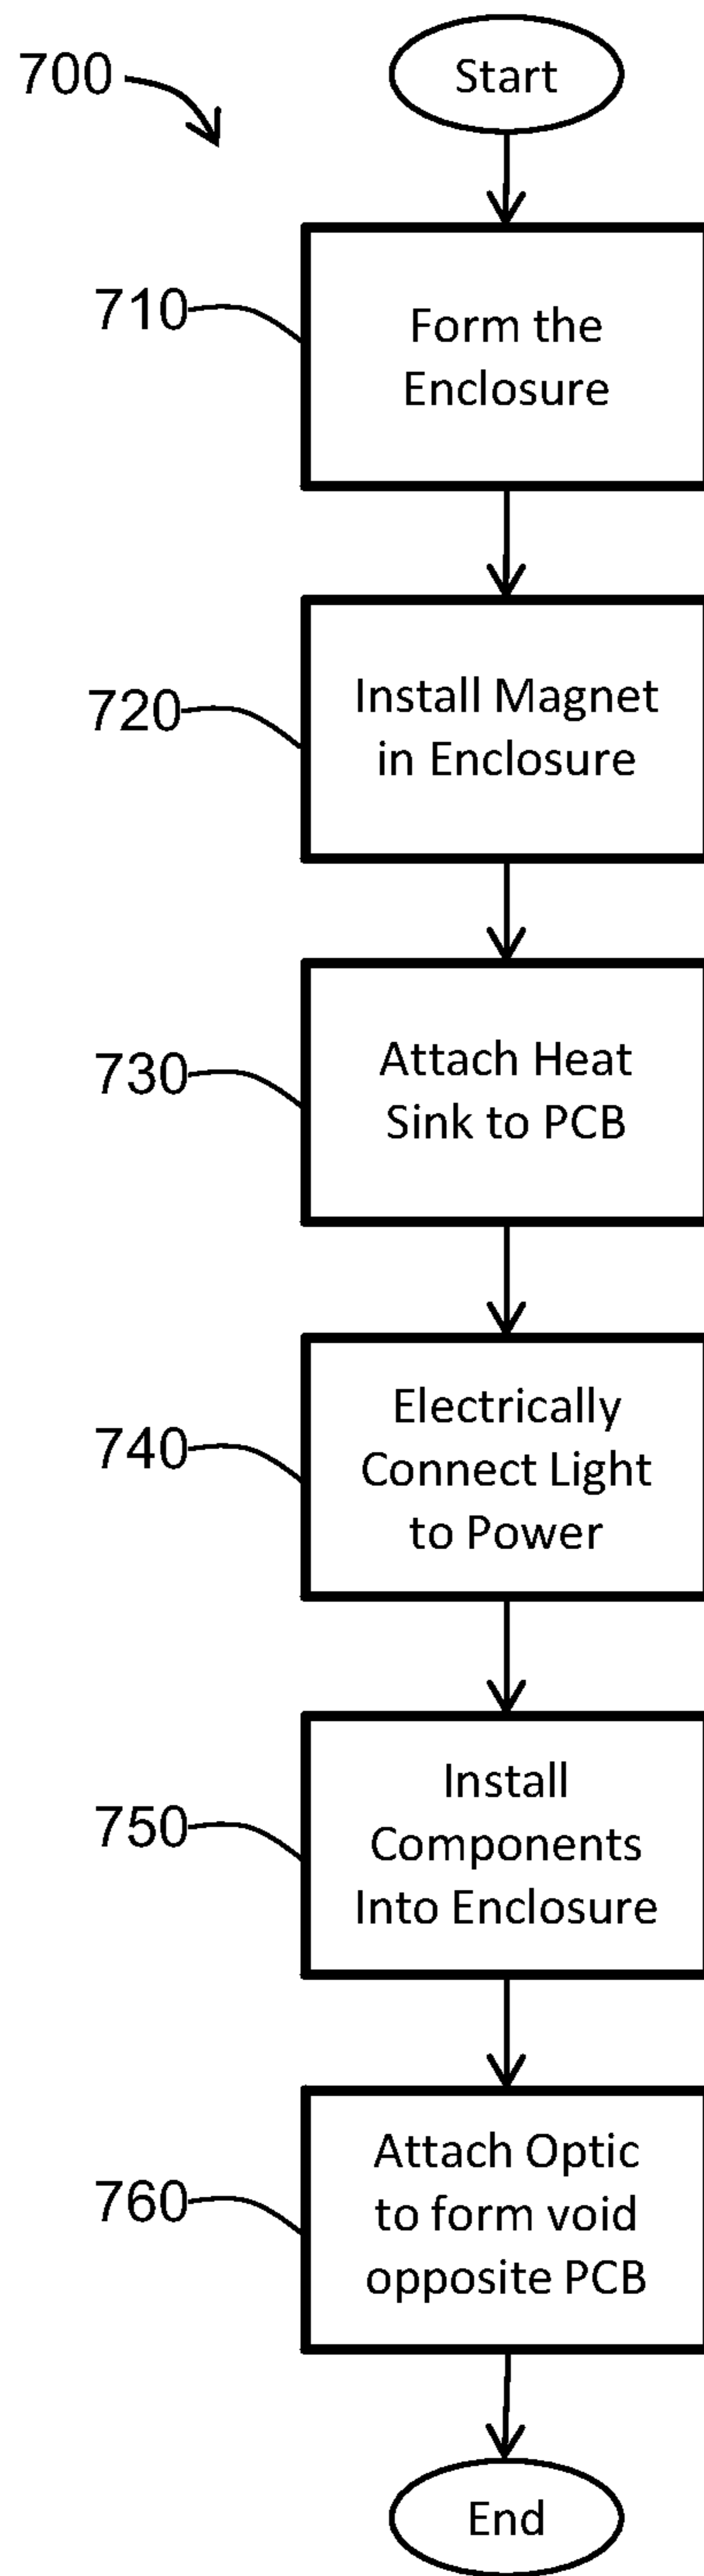 700
Start
710
Form the
Enclosure
720
Install Magnet
in Enclosure
730
Attach Heat
Sink to PCB
740
Electrically
Connect Light
to Power
750
Install
Components
Into Enclosure
760
Attach Optic
to form void
opposite PCB
End